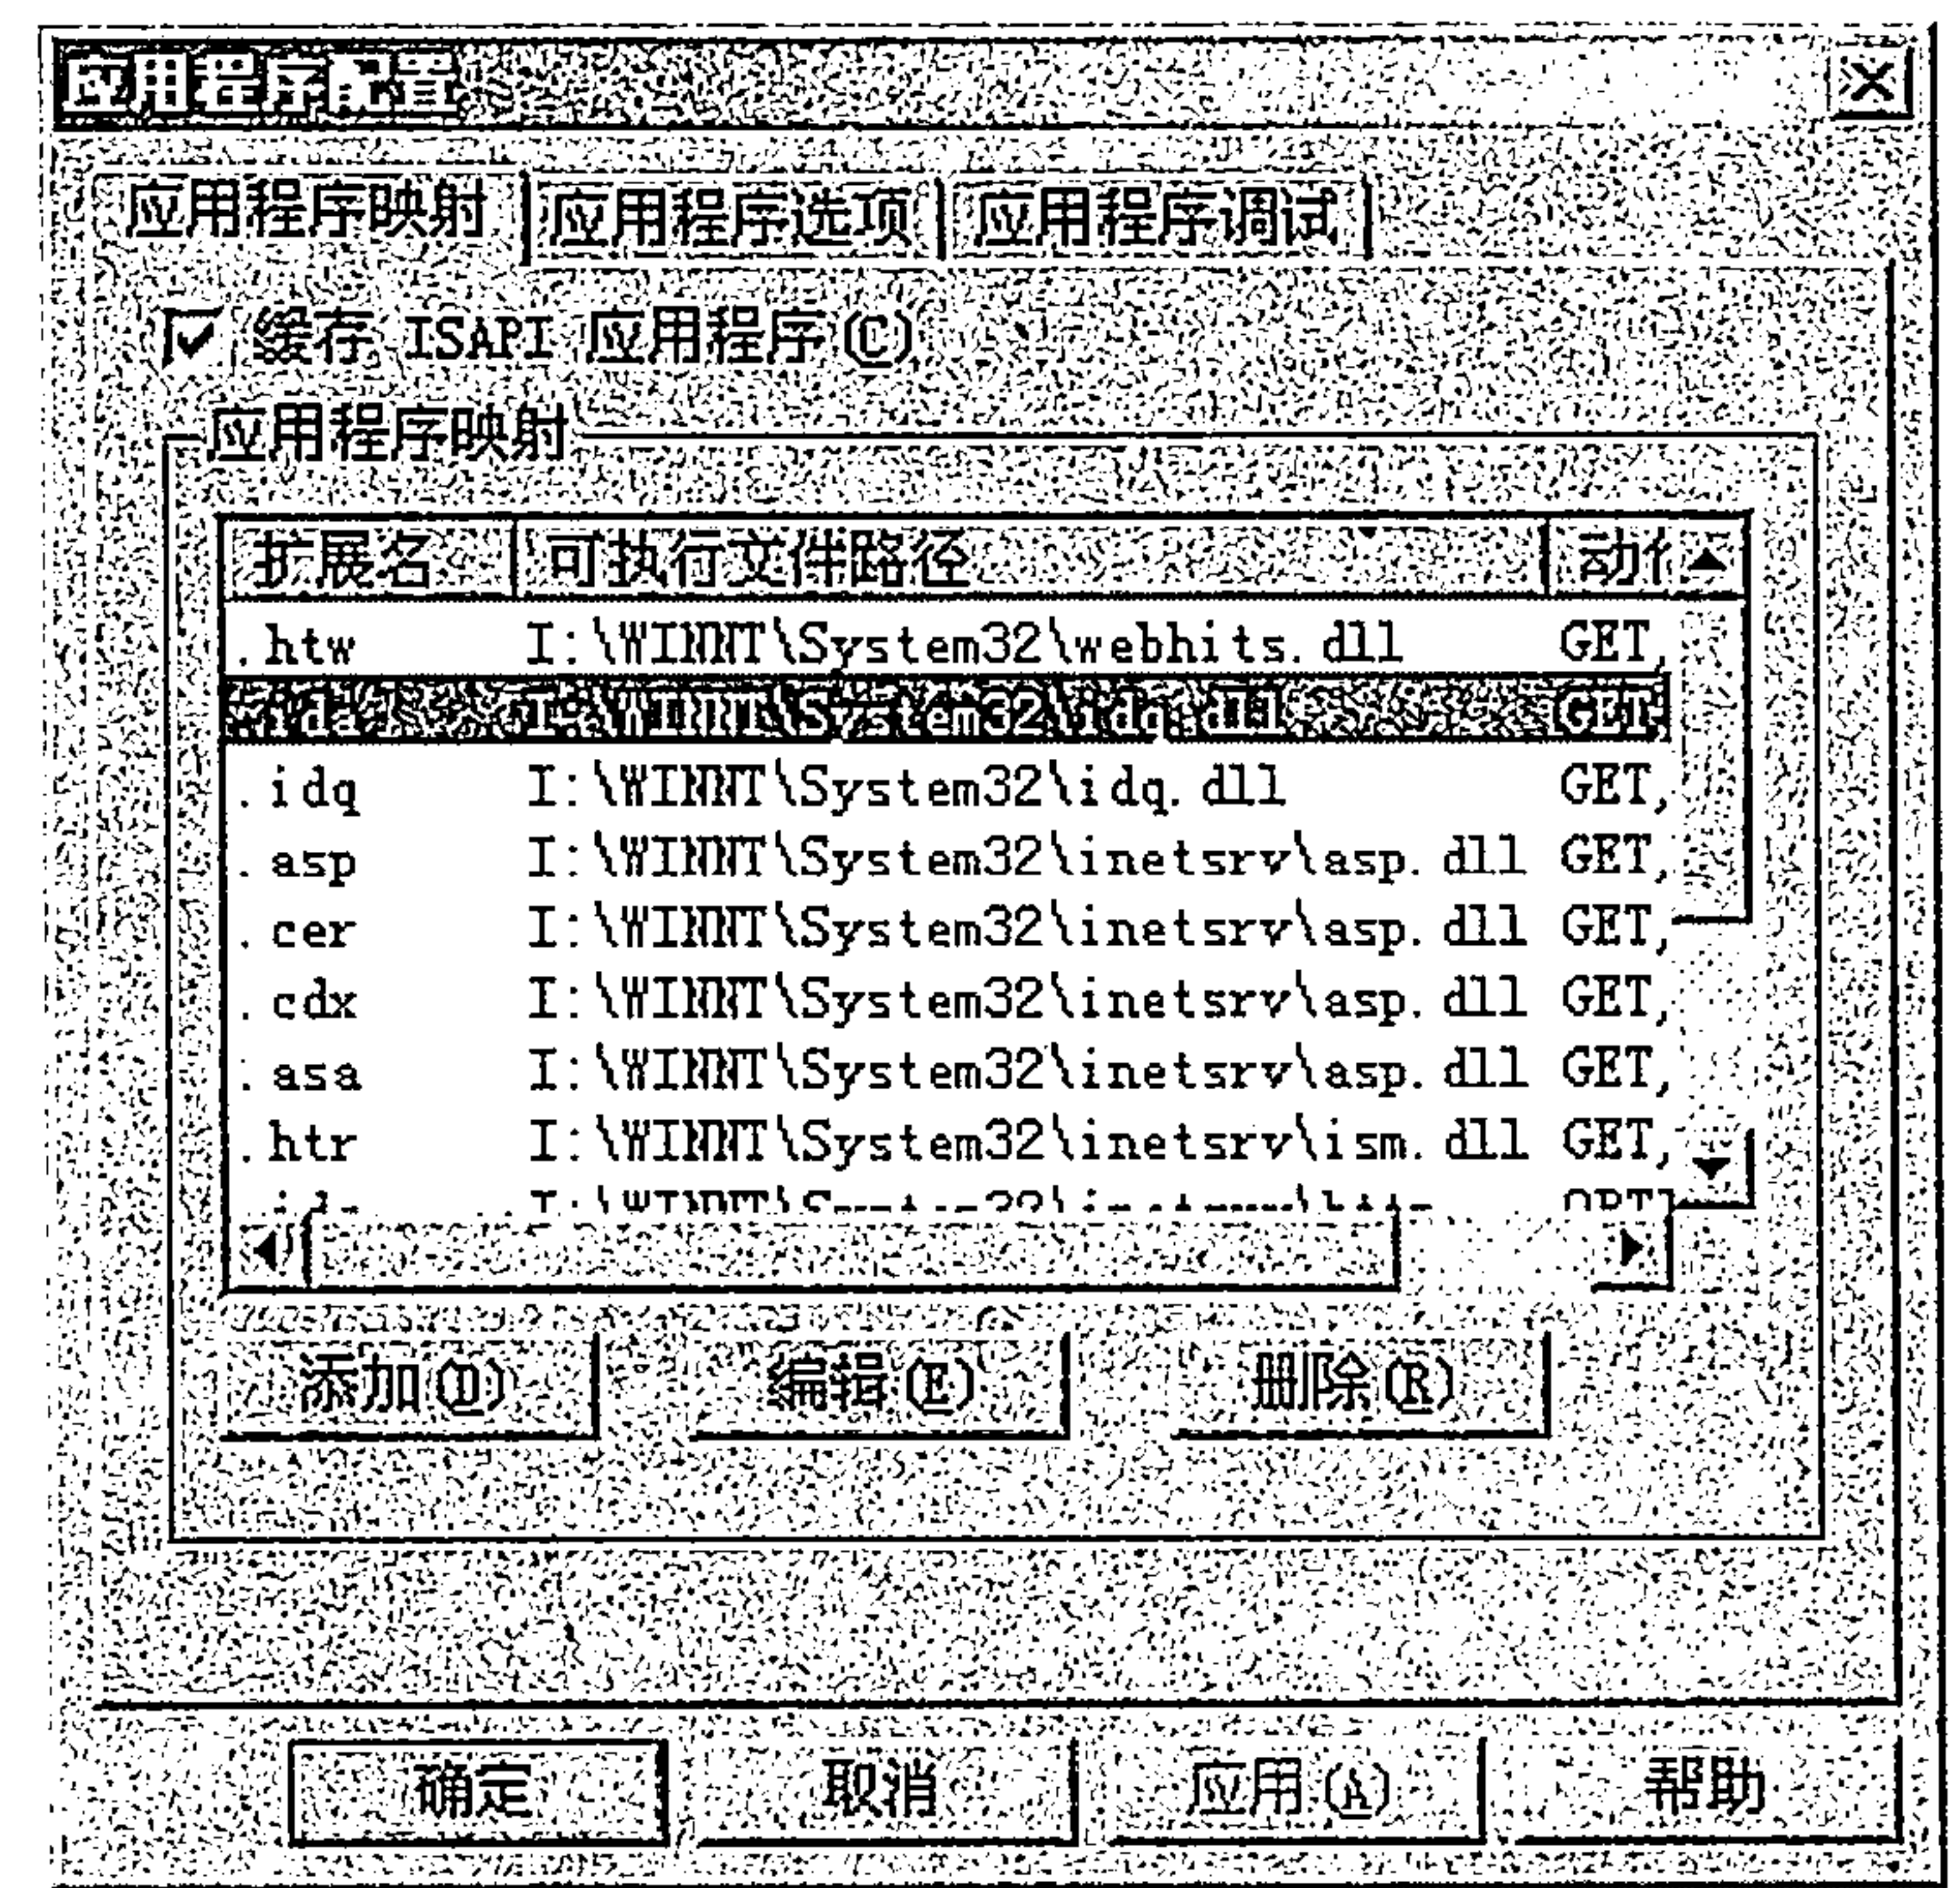 应用程序配置
应用程序映射 应用程序选项 应用程序调试
缓存 ISAPI 应用程序(C)
应用程序映射
扩展名 可执行文件路径
.htw I:\WINNT\System32\webhits.dll GET,
.ida I:\WINNT\System32\idq.dll GET,
.idq I:\WINNT\System32\idq.dll GET,
.asp I:\WINNT\System32\inetsrv\asp.dll GET,
.cer I:\WINNT\System32\inetsrv\asp.dll GET,
.cdx I:\WINNT\System32\inetsrv\asp.dll GET,
.asa I:\WINNT\System32\inetsrv\asp.dll GET,
.htr I:\WINNT\System32\inetsrv\ism.dll GET,
添加(D) 编辑(E) 删除(R)
确定 取消 应用(A) 帮助